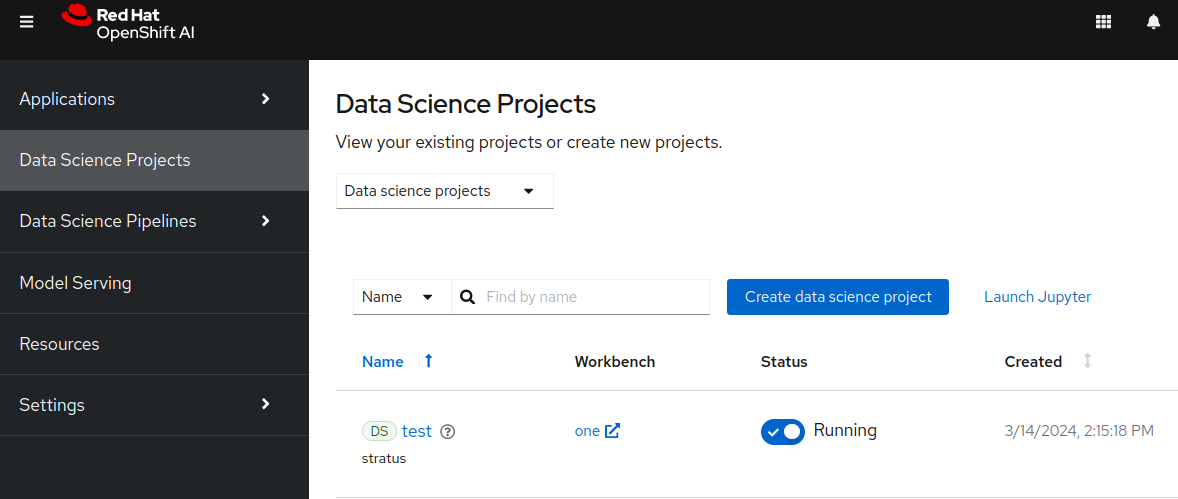 Red Hat
OpenShift AI
Applications
Data Science Projects
Data Science Pipelines
Model Serving
Resources
Settings
Data Science Projects
View your existing projects or create new projects.
Data science projects
Name Find by name Create data science project Launch Jupyter
Name Workbench Status Created
DS test one Running 3/14/2024, 2:15:18 PM
stratus